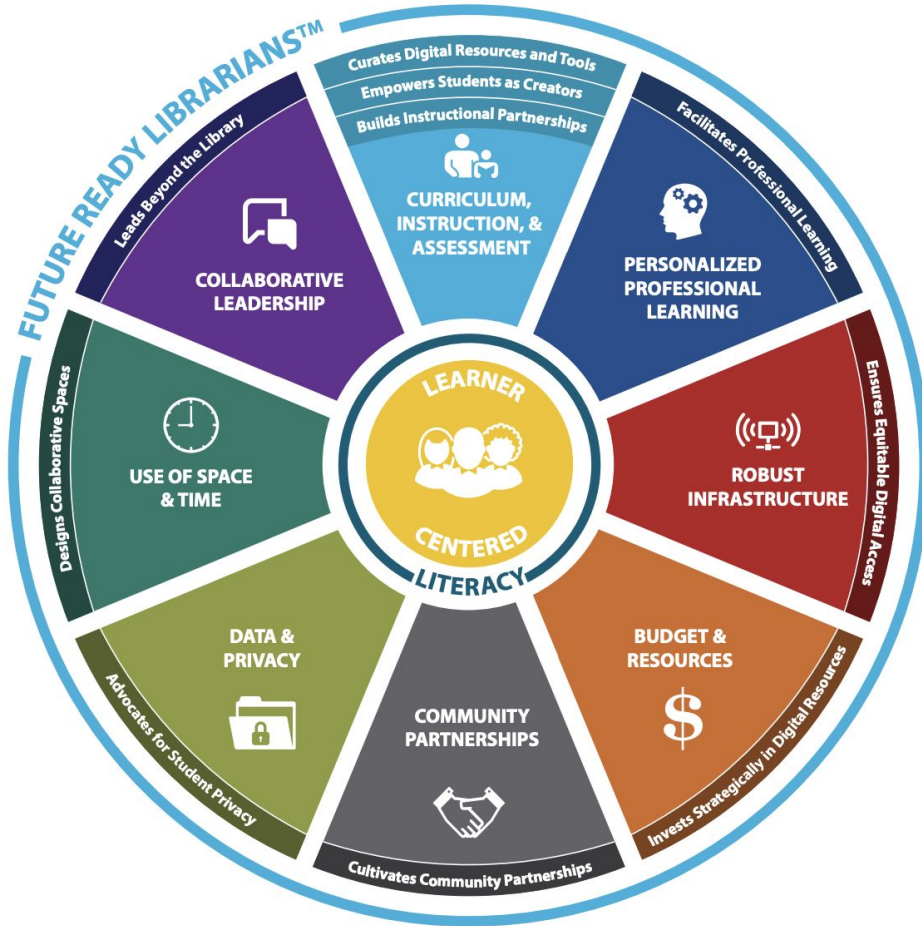 FUTURE READY LIBRARIANS™
Curates Digital Resources and Tools
Empowers Students as Creators
Builds Instructional Partnerships
CURRICULUM,
INSTRUCTION, &
ASSESSMENT
Facilitates Professional Learning
PERSONALIZED
PROFESSIONAL
LEARNING
Ensures Equitable Digital Access
ROBUST
INFRASTRUCTURE
Invests Strategically in Digital Resources
BUDGET &
RESOURCES
$
Cultivates Community Partnerships
COMMUNITY
PARTNERSHIPS
Advocates for Student Privacy
DATA &
PRIVACY
Designs Collaborative Spaces
USE OF SPACE
& TIME
Leads Beyond the Library
COLLABORATIVE
LEADERSHIP
LEARNER
CENTERED
LITERACY